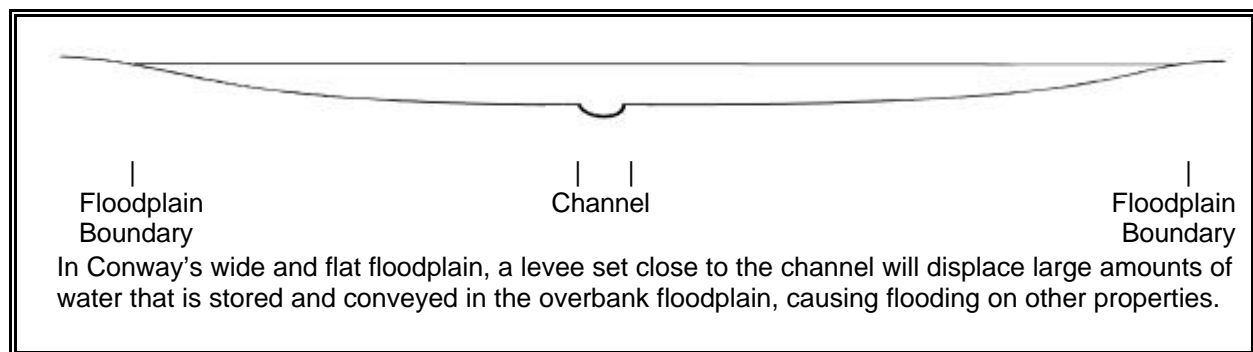 | | | |
Floodplain Channel Floodplain
Boundary Boundary
In Conway’s wide and flat floodplain, a levee set close to the channel will displace large amounts of
water that is stored and conveyed in the overbank floodplain, causing flooding on other properties.